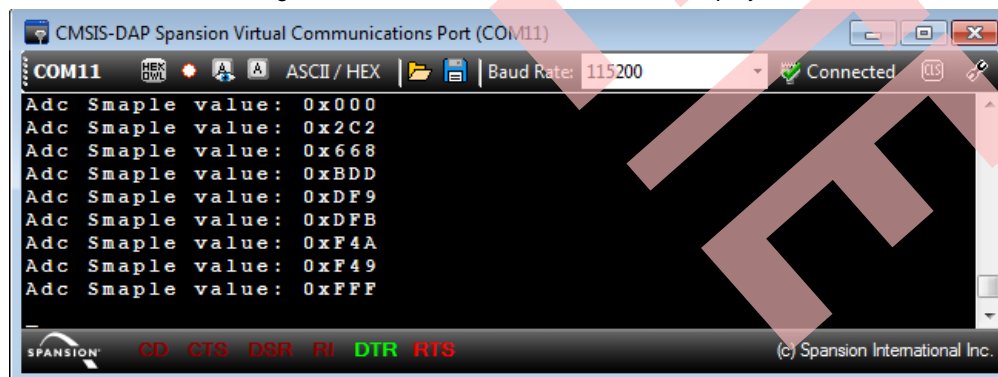 CMSIS-DAP Spansion Virtual Communications Port (COM11)
COM11 HEX OWL A A ASCII / HEX Baud Rate: 115200 Connected CLS
Adc Smaple value: 0x000
Adc Smaple value: 0x2C2
Adc Smaple value: 0x668
Adc Smaple value: 0xBDD
Adc Smaple value: 0xDF9
Adc Smaple value: 0xDFB
Adc Smaple value: 0xF4A
Adc Smaple value: 0xF49
Adc Smaple value: 0xFFF
_
SPANSION CD CTS DSR RI DTR RTS (c) Spansion International Inc.